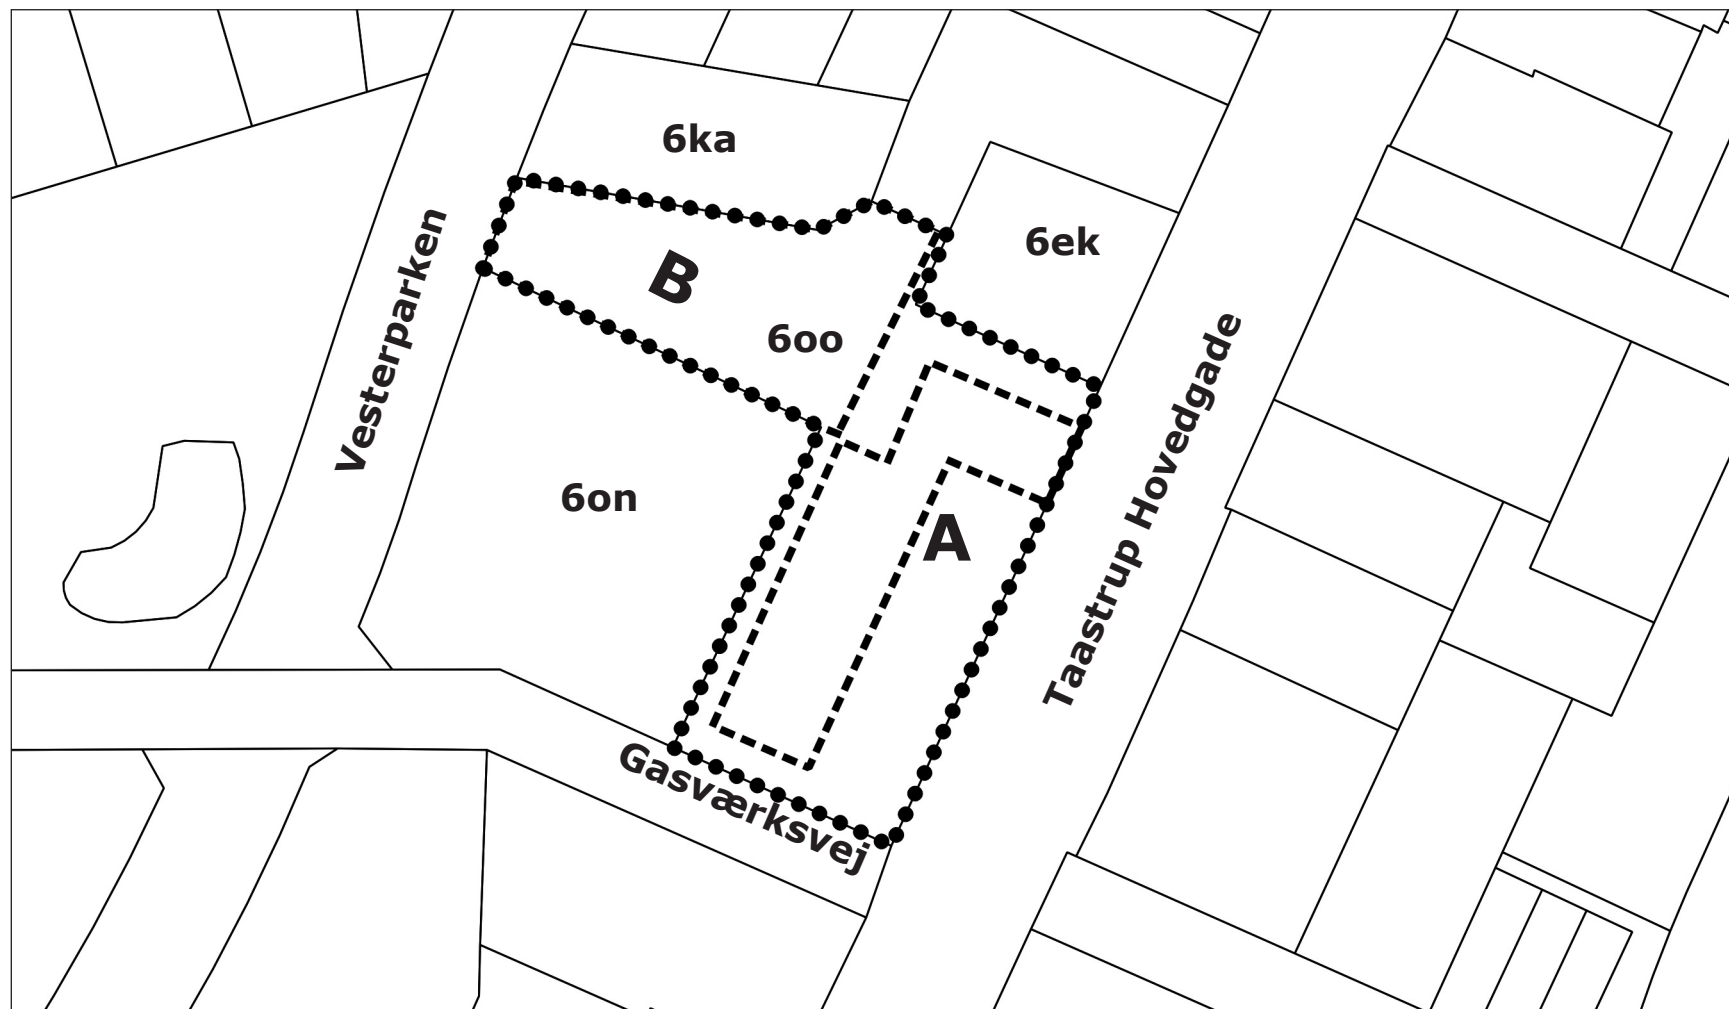 6ka
6ek
B
6oo
Vesterparken
6on
A
Taastrup Hovedgade
Gasværksvej